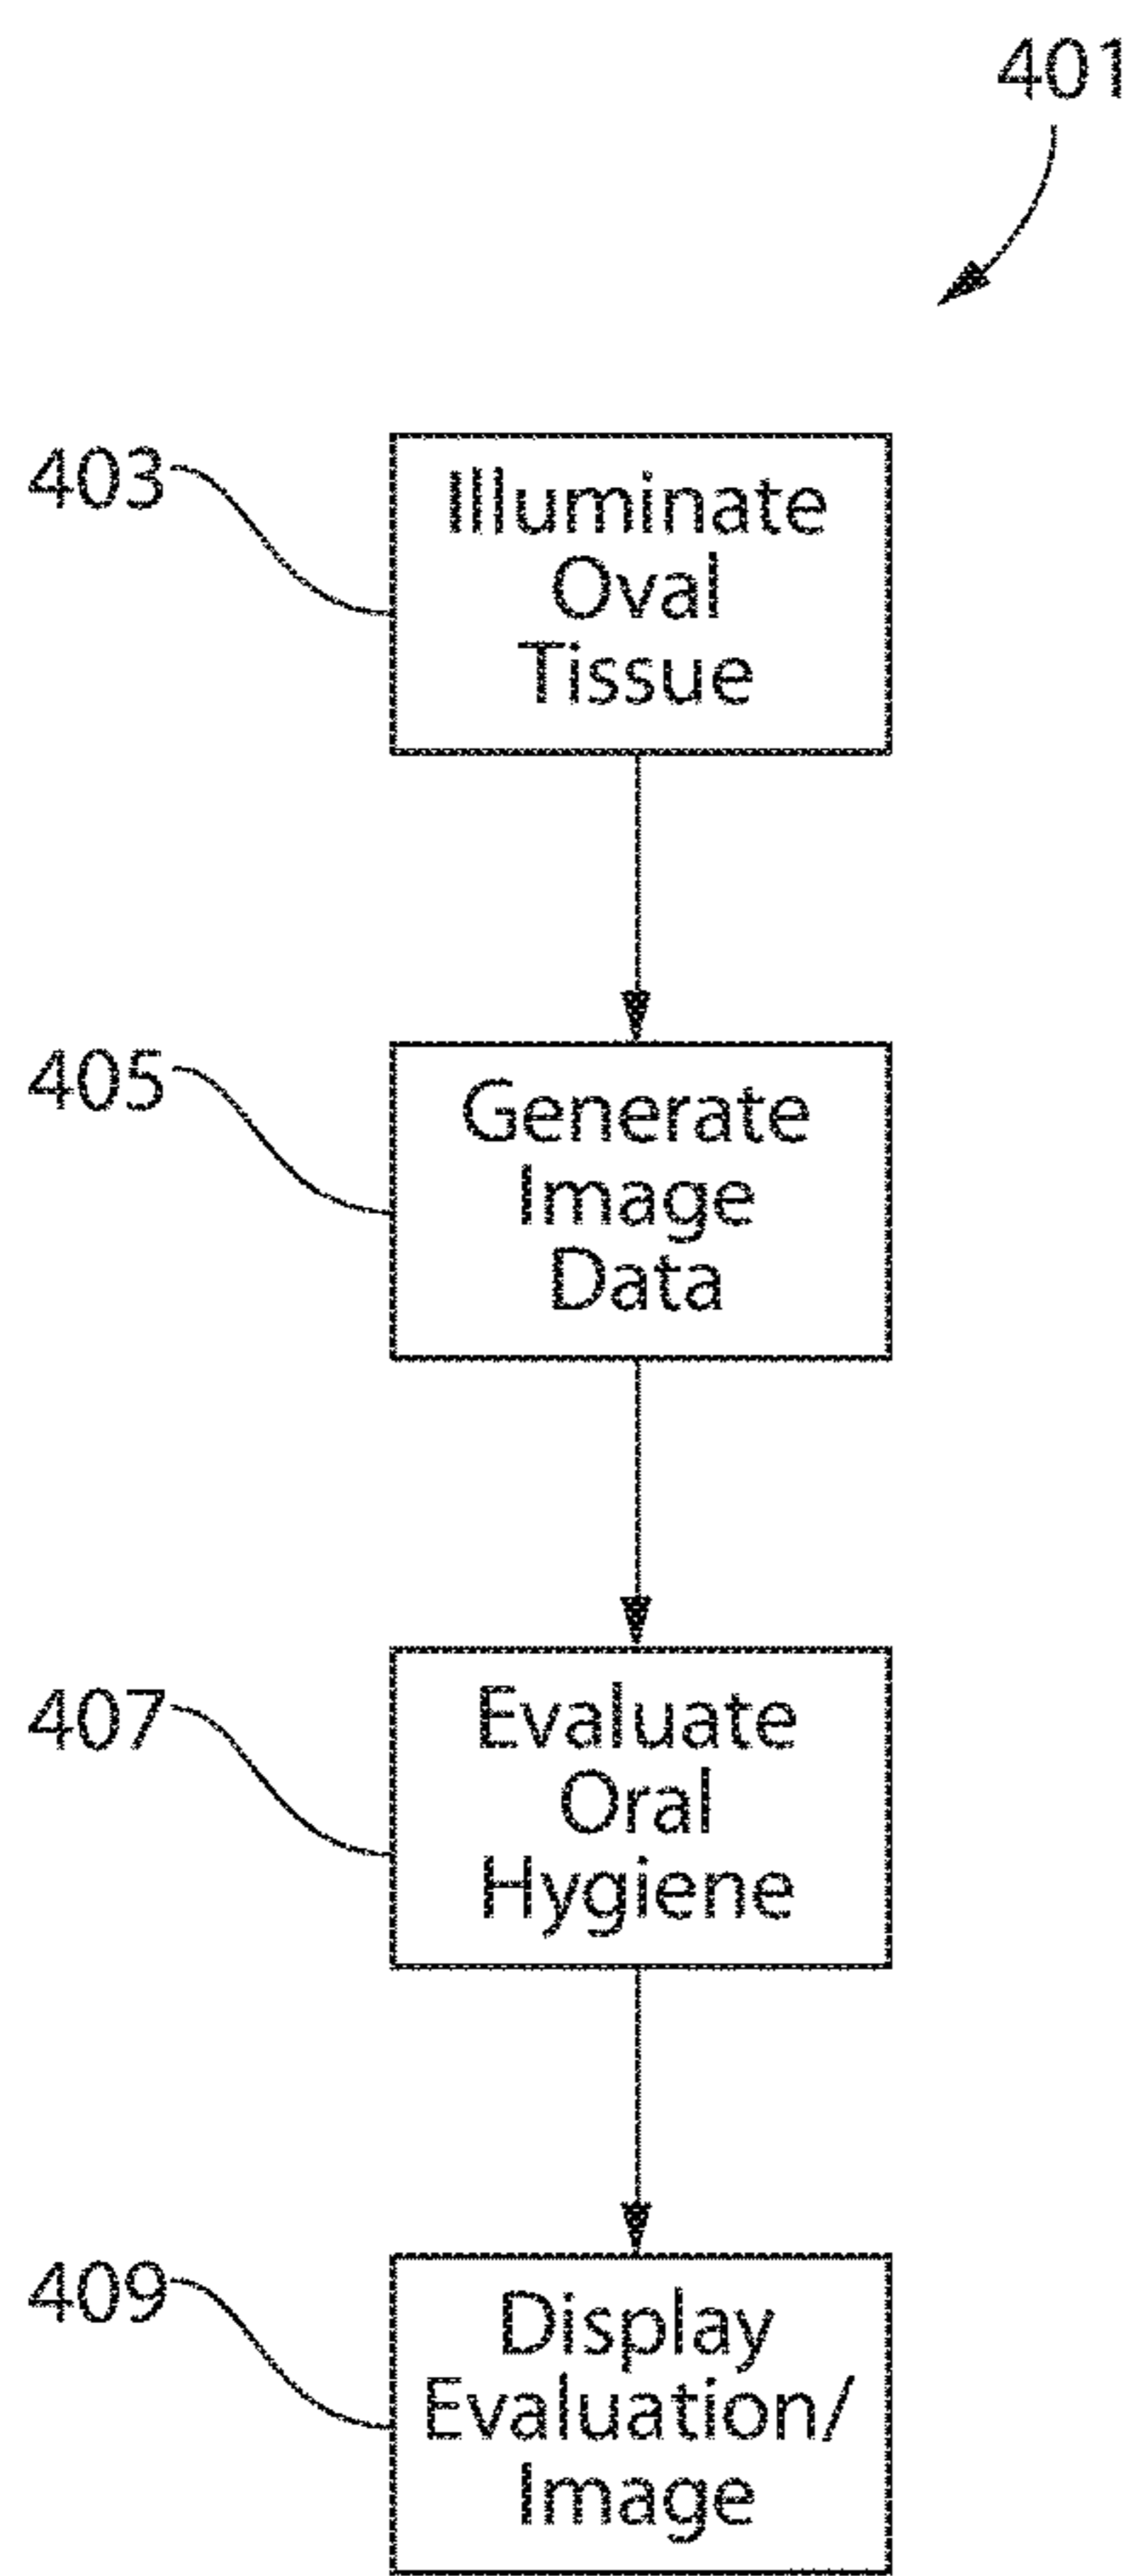 401
403
Illuminate
Oval
Tissue
405
Generate
Image
Data
407
Evaluate
Oral
Hygiene
409
Display
Evaluation/
Image